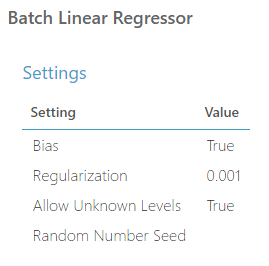 Batch Linear Regressor
Settings
Setting Value
Bias True
Regularization 0.001
Allow Unknown Levels True
Random Number Seed